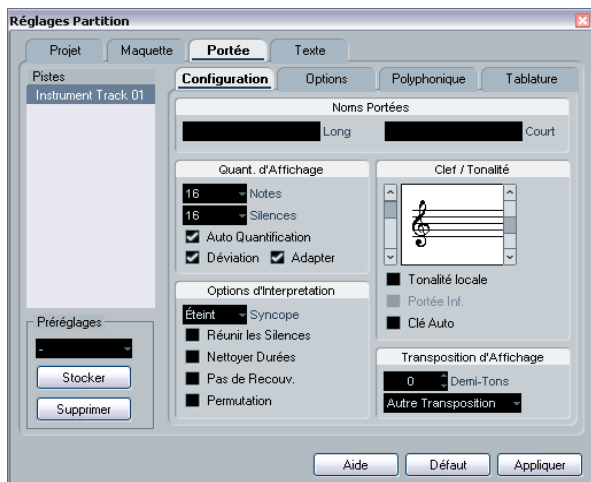 Réglages Partition
Projet Maquette Portée Texte
Pistes
Instrument Track 01
Configuration Options Polyphonique Tablature
Noms Portées
Long Court
Quant. d'Affichage
16 Notes
16 Silences
Auto Quantification
Déviation Adapter
Clef / Tonalité
Tonalité locale
Portée Inf.
Clé Auto
Options d'Interpretation
Éteint Syncope
Réunir les Silences
Nettoyer Durées
Pas de Recouv.
Permutation
Transposition d'Affichage
0 Demi-Tons
Autre Transposition
Préréglages
-
Stocker
Supprimer
Aide Défaut Appliquer